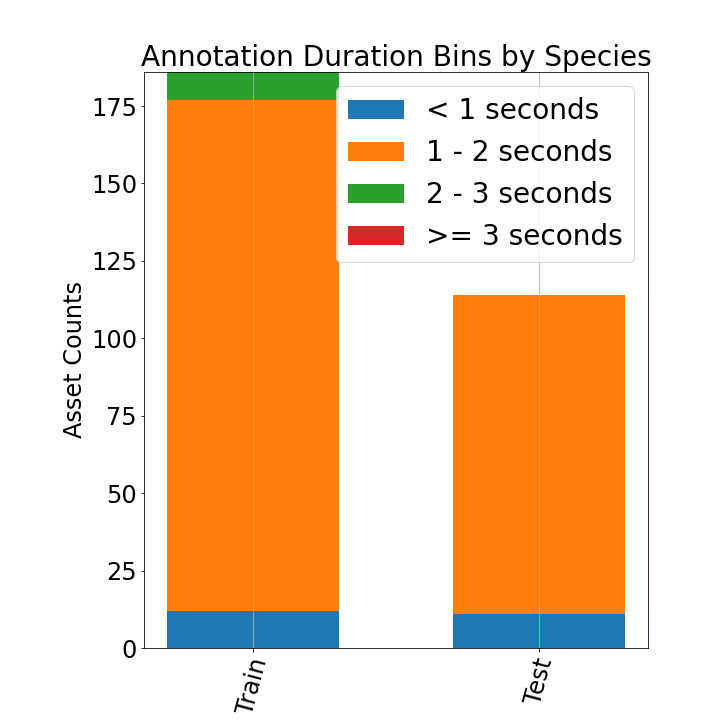 Annotation Duration Bins by Species
175
150
125
100
75
50
25
0
Asset Counts
< 1 seconds
1 - 2 seconds
2 - 3 seconds
>= 3 seconds
Train
Test